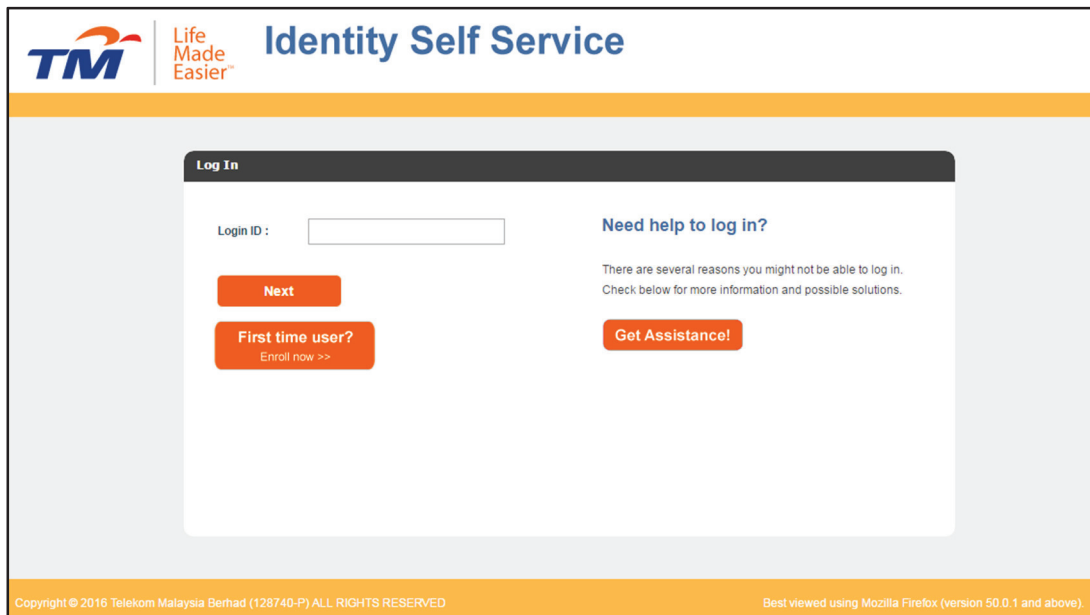 TM
Life
Made
Easier™
Identity Self Service
Log In
Login ID :
Next
First time user?
Enroll now >>
Need help to log in?
There are several reasons you might not be able to log in.
Check below for more information and possible solutions.
Get Assistance!
Copyright © 2016 Telekom Malaysia Berhad (128740-P) ALL RIGHTS RESERVED
Best viewed using Mozilla Firefox (version 50.0.1 and above).